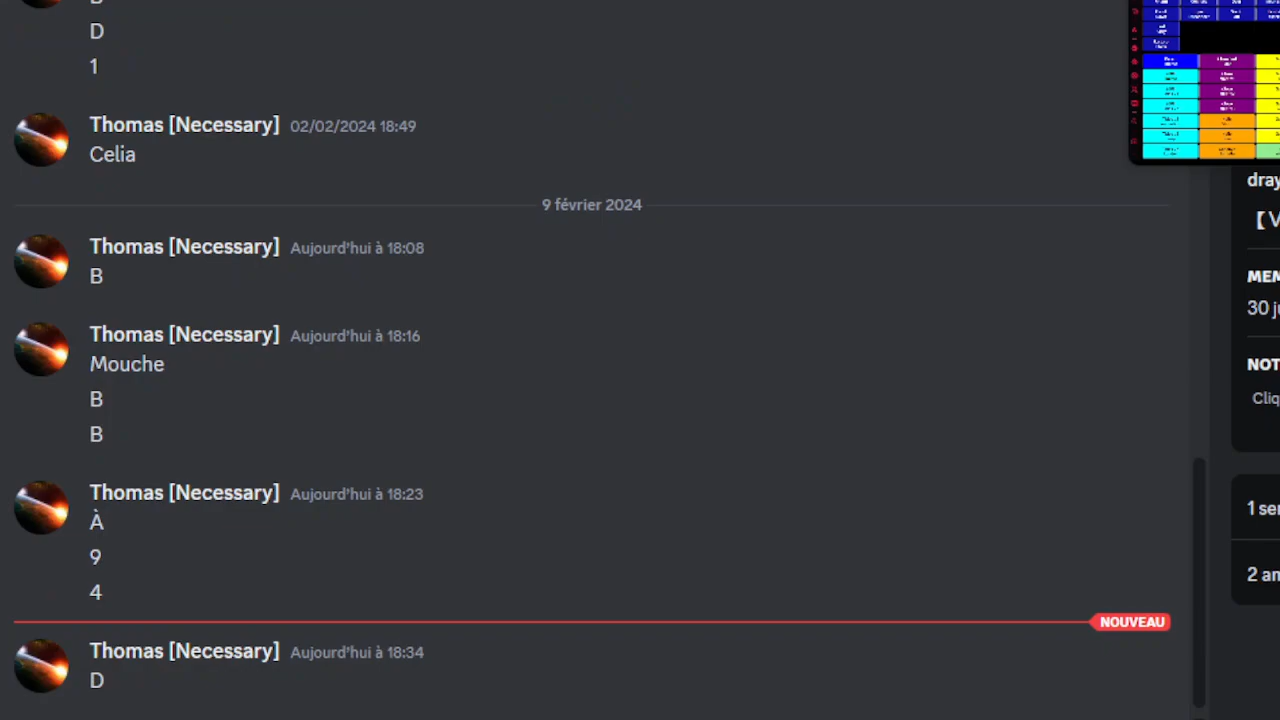 D
1
Thomas [Necessary] 02/02/2024 18:49
Celia
9 février 2024
Thomas [Necessary] Aujourd'hui à 18:08
B
Thomas [Necessary] Aujourd'hui à 18:16
Mouche
B
B
Thomas [Necessary] Aujourd'hui à 18:23
À
9
4
NOUVEAU
Thomas [Necessary] Aujourd'hui à 18:34
D
dray
【V
MEM
30 ju
NOT
Cliq
1 ser
2 am